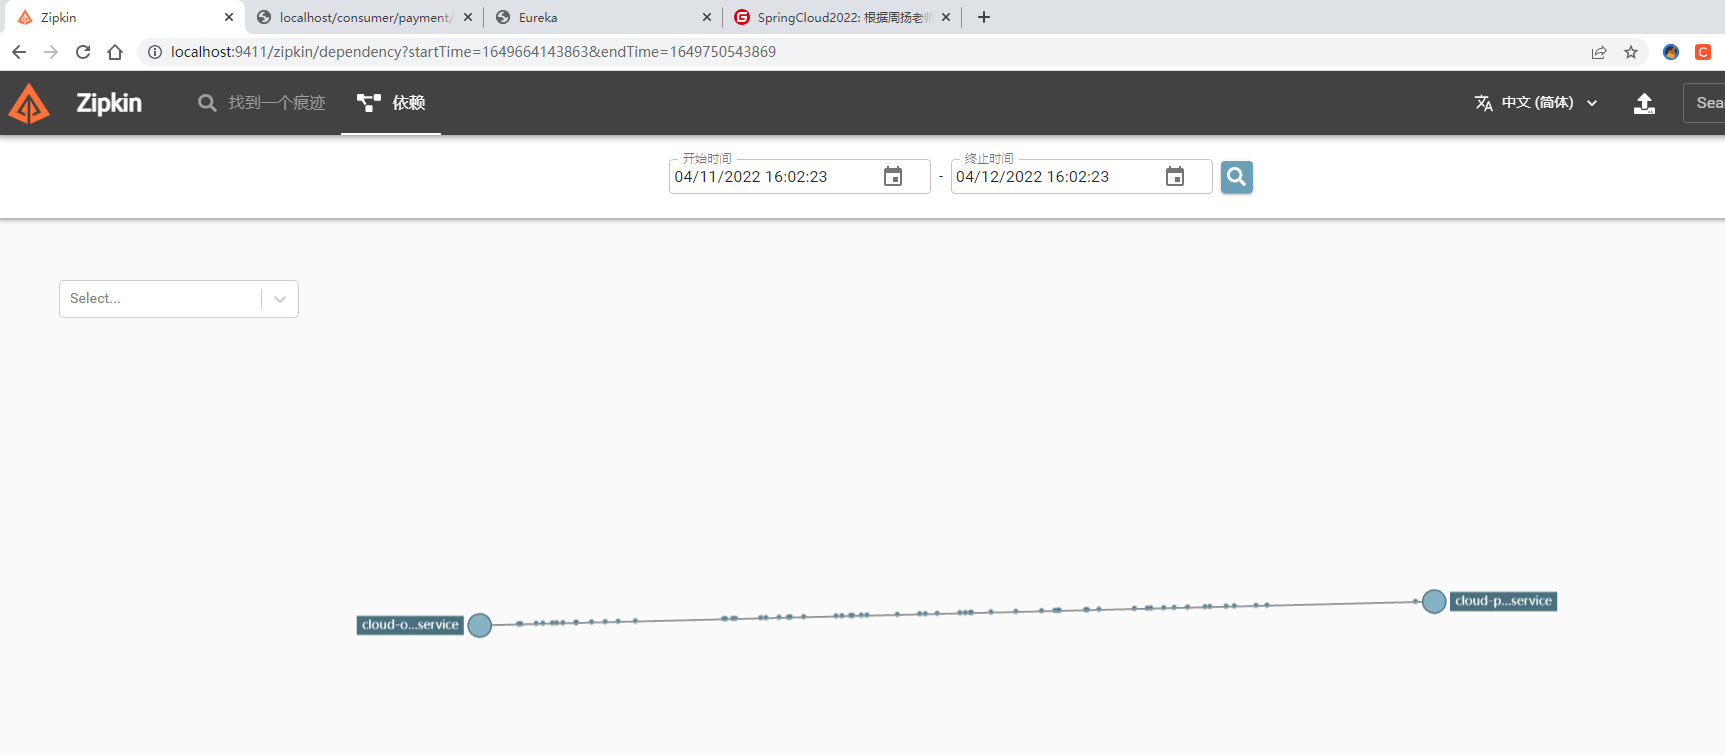 Zipkin
localhost/consumer/payment/
Eureka
SpringCloud2022: 根据周扬老师
localhost:9411/zipkin/dependency?startTime=1649664143863&endTime=1649750543869
C
Zipkin
找到一个痕迹
依赖
中文 (简体)
Sea
开始时间
04/11/2022 16:02:23
-
终止时间
04/12/2022 16:02:23
Select...
cloud-o...service
cloud-p...service